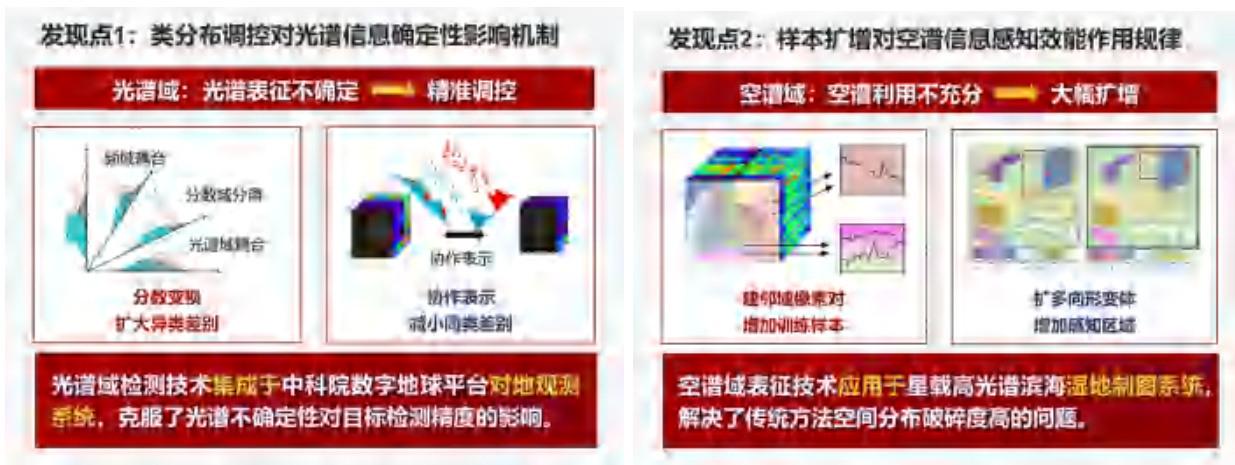 发现点1：类分布调控对光谱信息确定性影响机制
光谱域：光谱表征不确定 精准调控
频域耦合
分数域分离
光谱域耦合
分数变换
扩大异类差别
协作表示
协作表示
减小同类差别
光谱域检测技术集成于中科院数字地球平台对地观测
系统，克服了光谱不确定性对目标检测精度的影响。
发现点2：样本扩增对空谱信息感知效能作用规律
空谱域：空谱利用不充分 大幅扩增
建邻域像素对
增加训练样本
扩多向形变体
增加感知区域
空谱域表征技术应用于星载高光谱滨海湿地制图系统，
解决了传统方法空间分布破碎度高的问题。